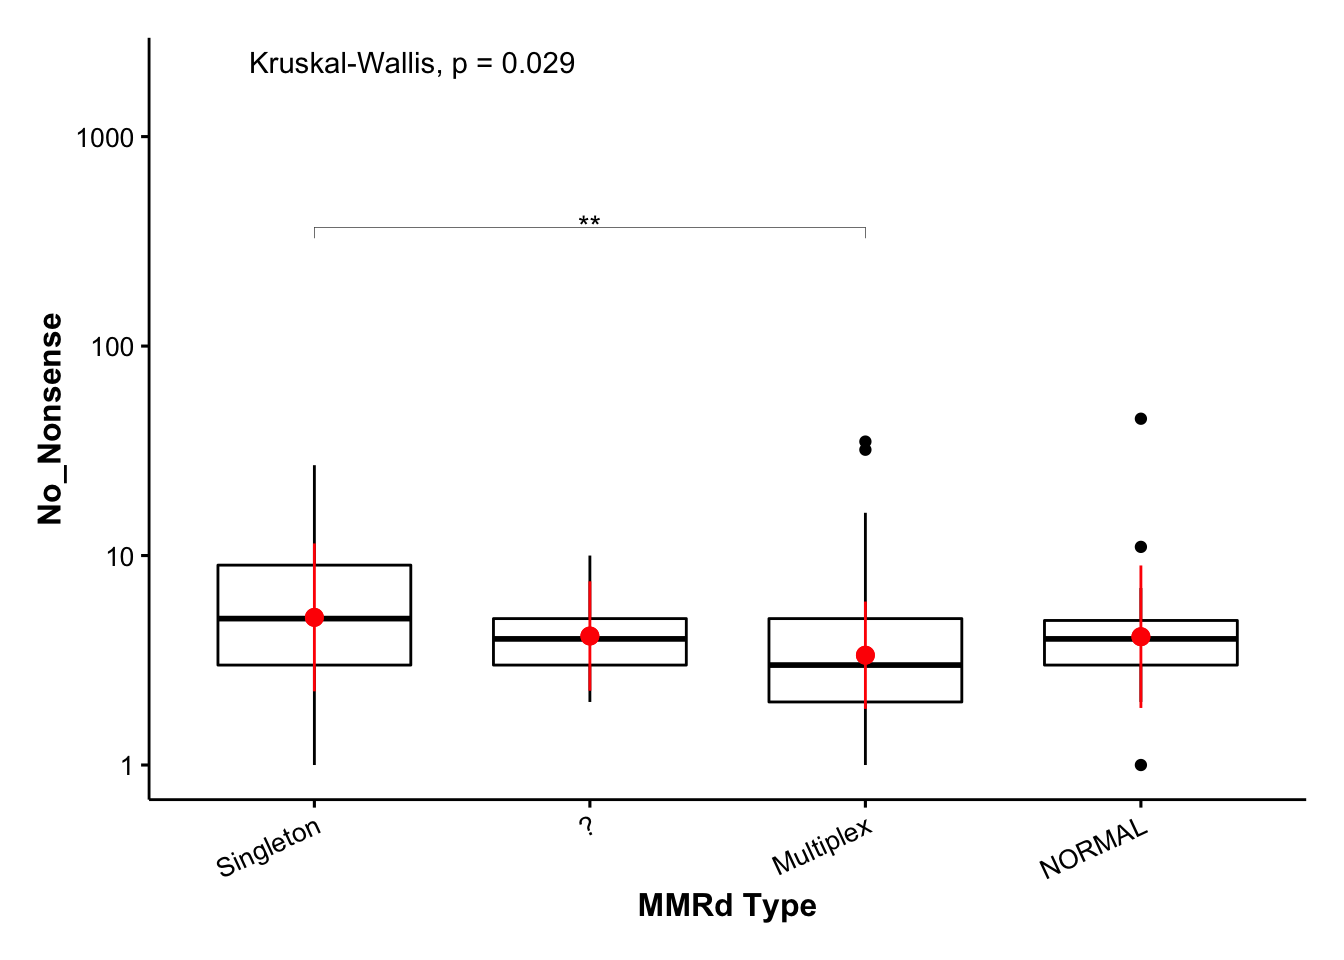 Kruskal-Wallis, p = 0.029
1000
**
100
No_Nonsense
10
1
Singleton
?
Multiplex
NORMAL
MMRd Type